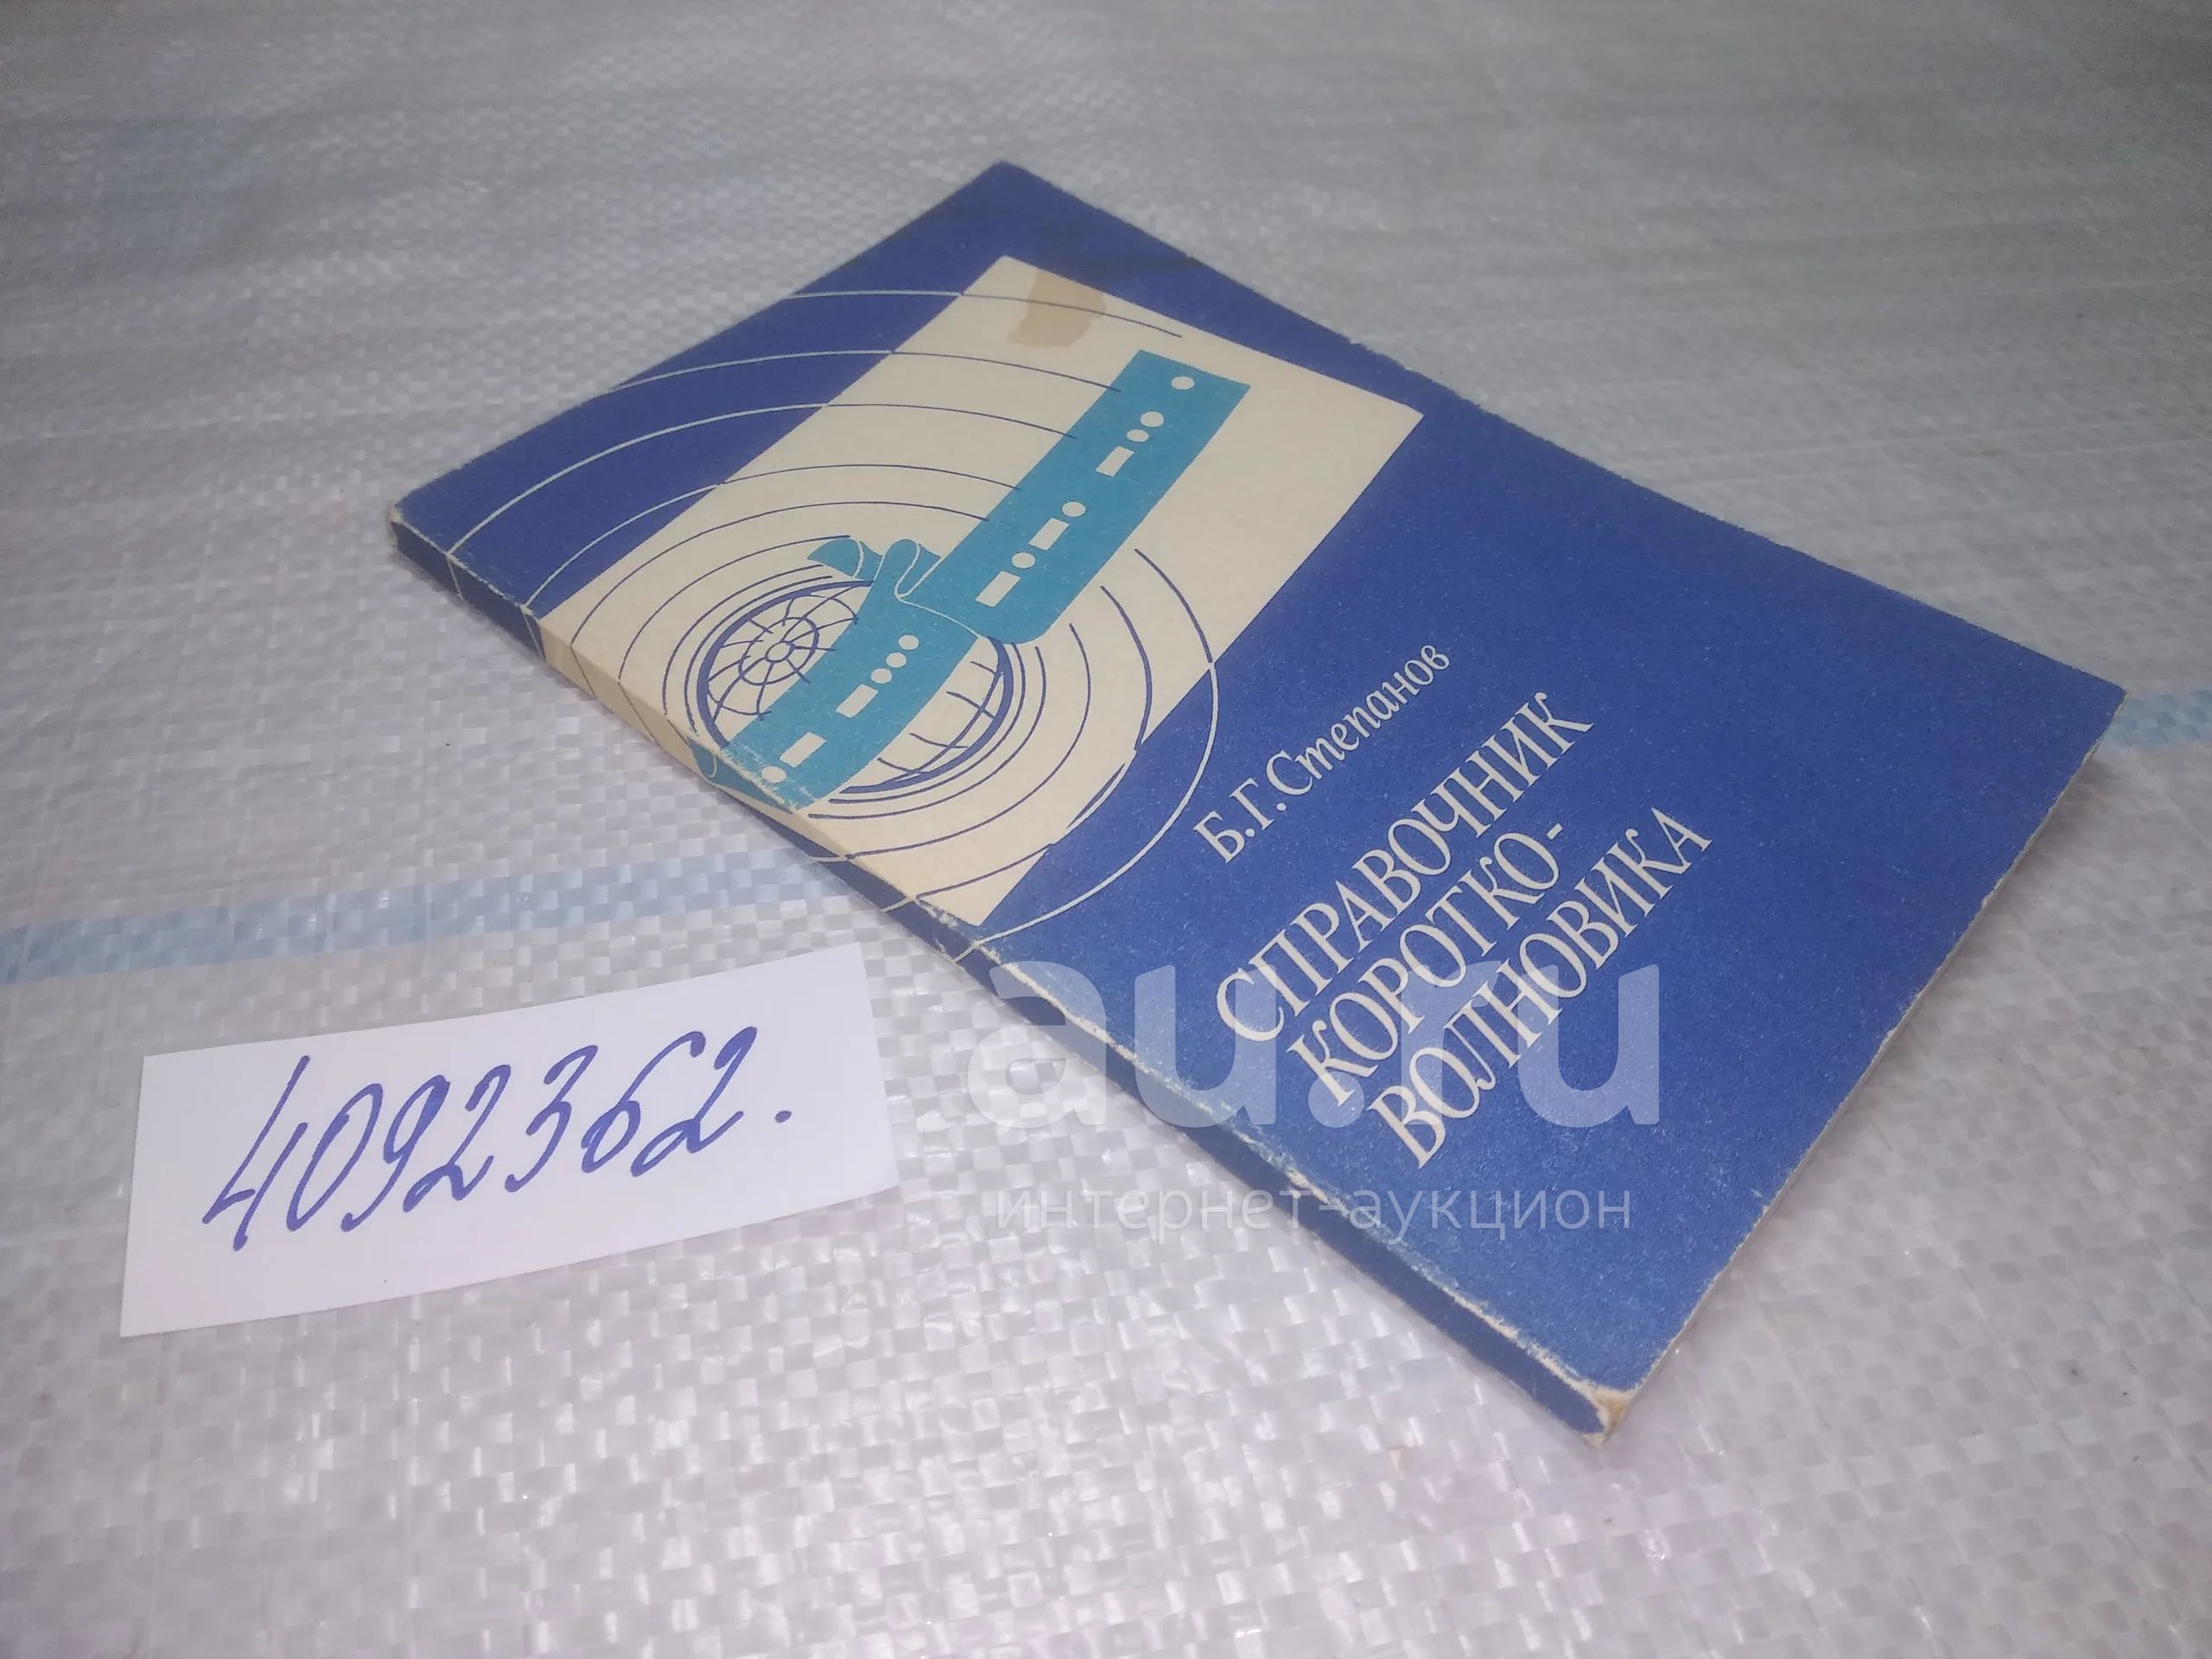 Б.Г.Степанов
СПРАВОЧНИК
КОРОТКО-
ВОЛНОВИКА
4092362.
au.ru
интернет-аукцион